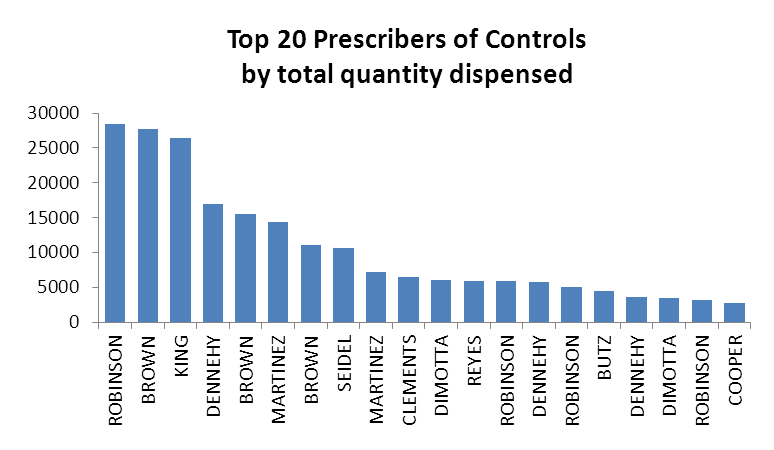 Top 20 Prescribers of Controls
by total quantity dispensed
30000
25000
20000
15000
10000
5000
0
ROBINSON
BROWN
KING
DENNEHY
BROWN
MARTINEZ
BROWN
SEIDEL
MARTINEZ
CLEMENTS
DIMOTTA
REYES
ROBINSON
DENNEHY
ROBINSON
BUTZ
DENNEHY
DIMOTTA
ROBINSON
COOPER